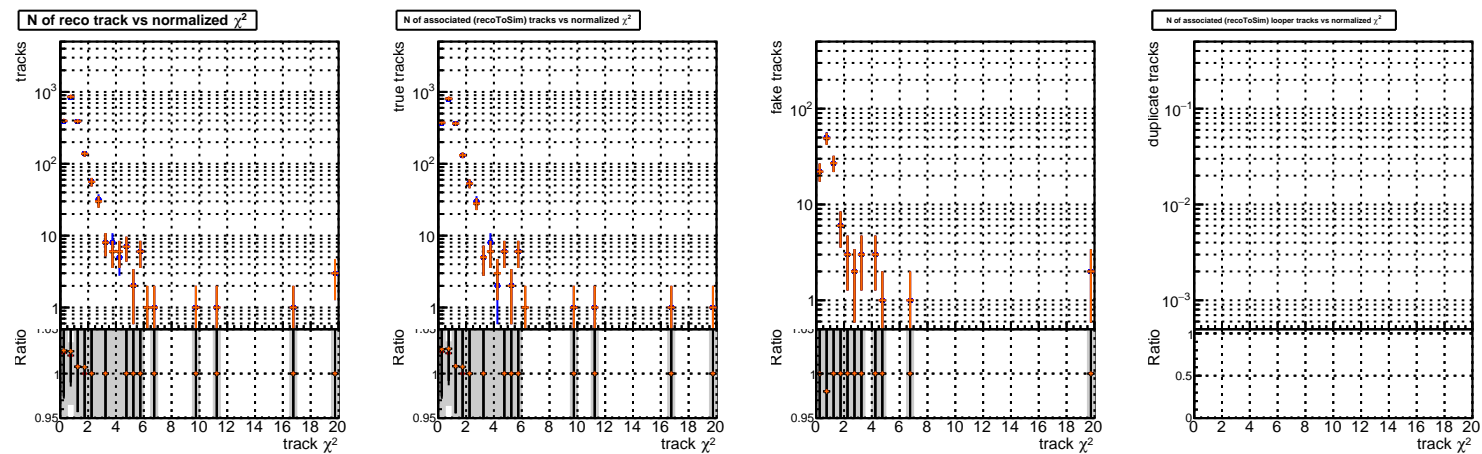 N of reco track vs normalized χ²
tracks
10³
10²
10
1
Ratio
1.05
1
0.95
0 2 4 6 8 10 12 14 16 18 20
track χ²
N of associated (recoToSim) tracks vs normalized χ²
true tracks
10³
10²
10
1
Ratio
1.05
1
0.95
0 2 4 6 8 10 12 14 16 18 20
track χ²
fake tracks
10²
10
1
Ratio
1.05
1
0.95
0 2 4 6 8 10 12 14 16 18 20
track χ²
N of associated (recoToSim) looper tracks vs normalized χ²
duplicate tracks
10⁻¹
10⁻²
10⁻³
Ratio
1
0.5
0
0 2 4 6 8 10 12 14 16 18 20
track χ²